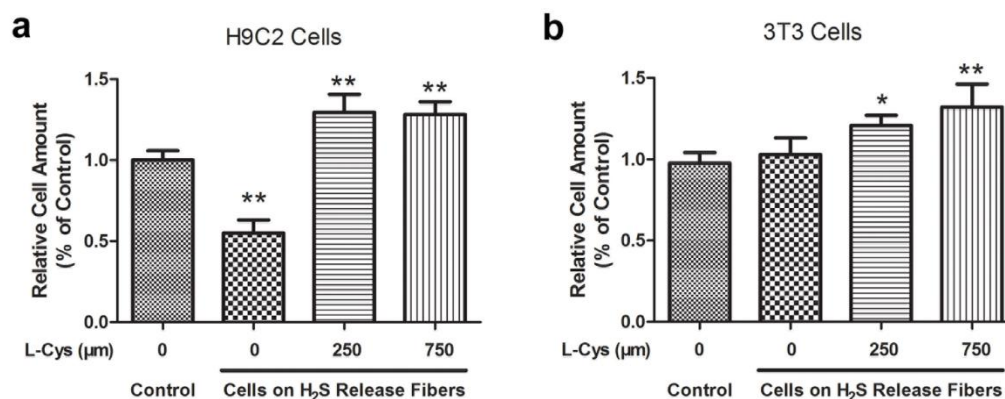 a
H9C2 Cells
Relative Cell Amount
(% of Control)
1.5
1.0
0.5
0.0
**
**
**
L-Cys (µm) 0 0 250 750
Control Cells on H₂S Release Fibers
b
3T3 Cells
Relative Cell Amount
(% of Control)
1.5
1.0
0.5
0.0
*
**
L-Cys (µm) 0 0 250 750
Control Cells on H₂S Release Fibers